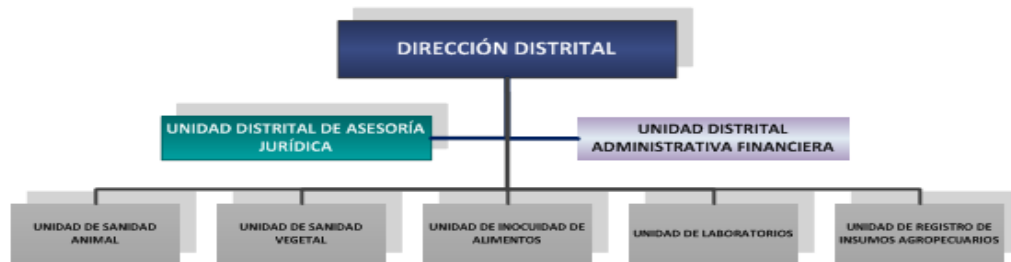 DIRECCIÓN DISTRITAL
UNIDAD DISTRITAL DE ASESORÍA
JURÍDICA
UNIDAD DISTRITAL
ADMINISTRATIVA FINANCIERA
UNIDAD DE SANIDAD
ANIMAL
UNIDAD DE SANIDAD
VEGETAL
UNIDAD DE INOCUIDAD DE
ALIMENTOS
UNIDAD DE LABORATORIOS
UNIDAD DE REGISTRO DE
INSUMOS AGROPECUARIOS